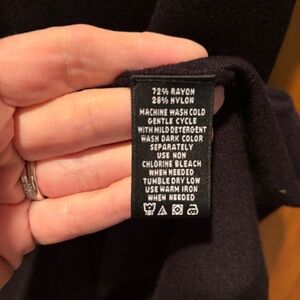 72% RAYON
28% NYLON
MACHINE WASH COLD
GENTLE CYCLE
WITH MILD DETERGENT
WASH DARK COLOR
SEPARATELY
USE NON
CHLORINE BLEACH
WHEN NEEDED
TUMBLE DRY LOW
USE WARM IRON
WHEN NEEDED